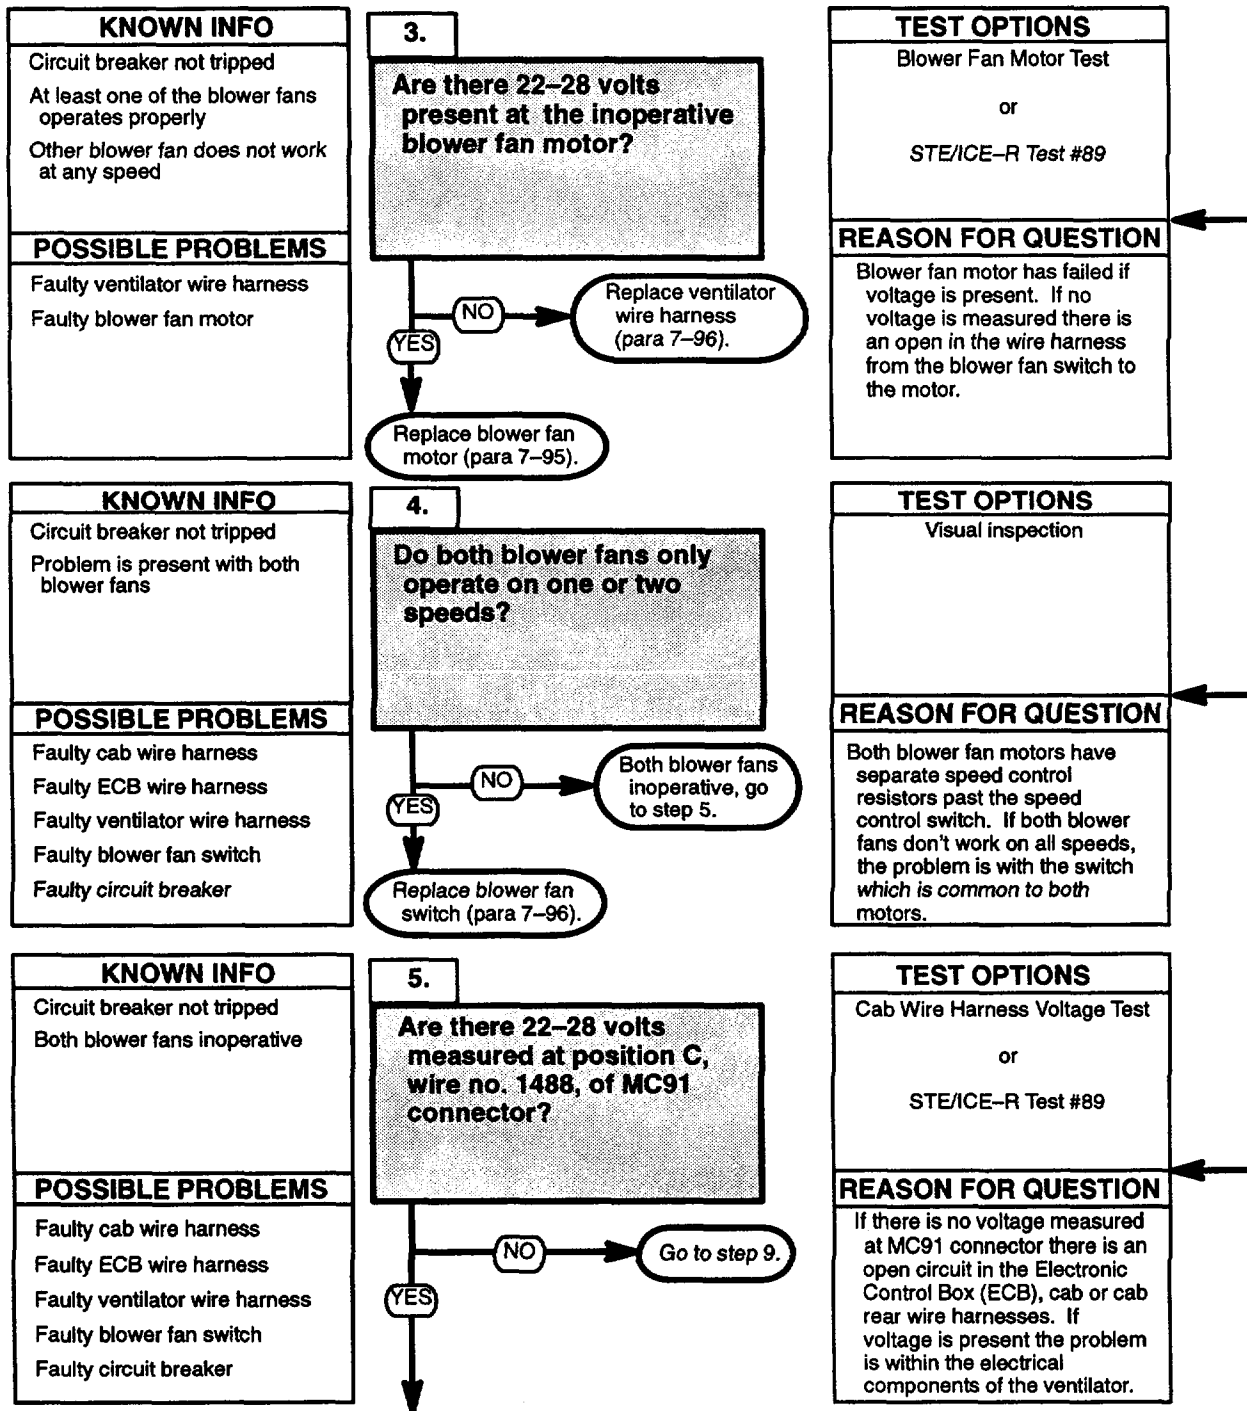 KNOWN INFO
Circuit breaker not tripped
At least one of the blower fans
operates properly
Other blower fan does not work
at any speed
POSSIBLE PROBLEMS
Faulty ventilator wire harness
Faulty blower fan motor
3.
Are there 22–28 volts
present at the inoperative
blower fan motor?
NO
Replace ventilator
wire harness
(para 7–96).
YES
Replace blower fan
motor (para 7–95).
TEST OPTIONS
Blower Fan Motor Test
or
STE/ICE–R Test #89
REASON FOR QUESTION
Blower fan motor has failed if
voltage is present. If no
voltage is measured there is
an open in the wire harness
from the blower fan switch to
the motor.
KNOWN INFO
Circuit breaker not tripped
Problem is present with both
blower fans
POSSIBLE PROBLEMS
Faulty cab wire harness
Faulty ECB wire harness
Faulty ventilator wire harness
Faulty blower fan switch
Faulty circuit breaker
4.
Do both blower fans only
operate on one or two
speeds?
NO
Both blower fans
inoperative, go
to step 5.
YES
Replace blower fan
switch (para 7–96).
TEST OPTIONS
Visual inspection
REASON FOR QUESTION
Both blower fan motors have
separate speed control
resistors past the speed
control switch. If both blower
fans don't work on all speeds,
the problem is with the switch
which is common to both
motors.
KNOWN INFO
Circuit breaker not tripped
Both blower fans inoperative
POSSIBLE PROBLEMS
Faulty cab wire harness
Faulty ECB wire harness
Faulty ventilator wire harness
Faulty blower fan switch
Faulty circuit breaker
5.
Are there 22–28 volts
measured at position C,
wire no. 1488, of MC91
connector?
NO
Go to step 9.
YES
TEST OPTIONS
Cab Wire Harness Voltage Test
or
STE/ICE–R Test #89
REASON FOR QUESTION
If there is no voltage measured
at MC91 connector there is an
open circuit in the Electronic
Control Box (ECB), cab or cab
rear wire harnesses. If
voltage is present the problem
is within the electrical
components of the ventilator.